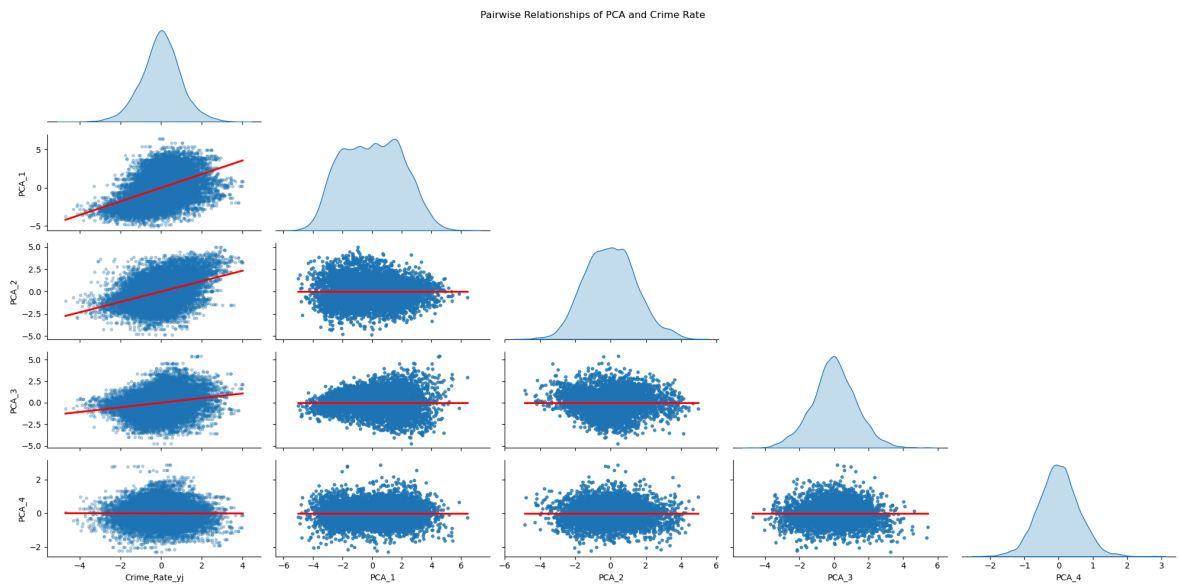 Pairwise Relationships of PCA and Crime Rate
PCA_1
5
0
−5
PCA_2
5.0
2.5
0.0
−2.5
−5.0
PCA_3
5.0
2.5
0.0
−2.5
−5.0
PCA_4
2
0
−2
−4 −2 0 2 4
Crime_Rate_yj
−6 −4 −2 0 2 4 6
PCA_1
−6 −4 −2 0 2 4 6
PCA_2
−6 −4 −2 0 2 4 6
PCA_3
−2 −1 0 1 2 3
PCA_4